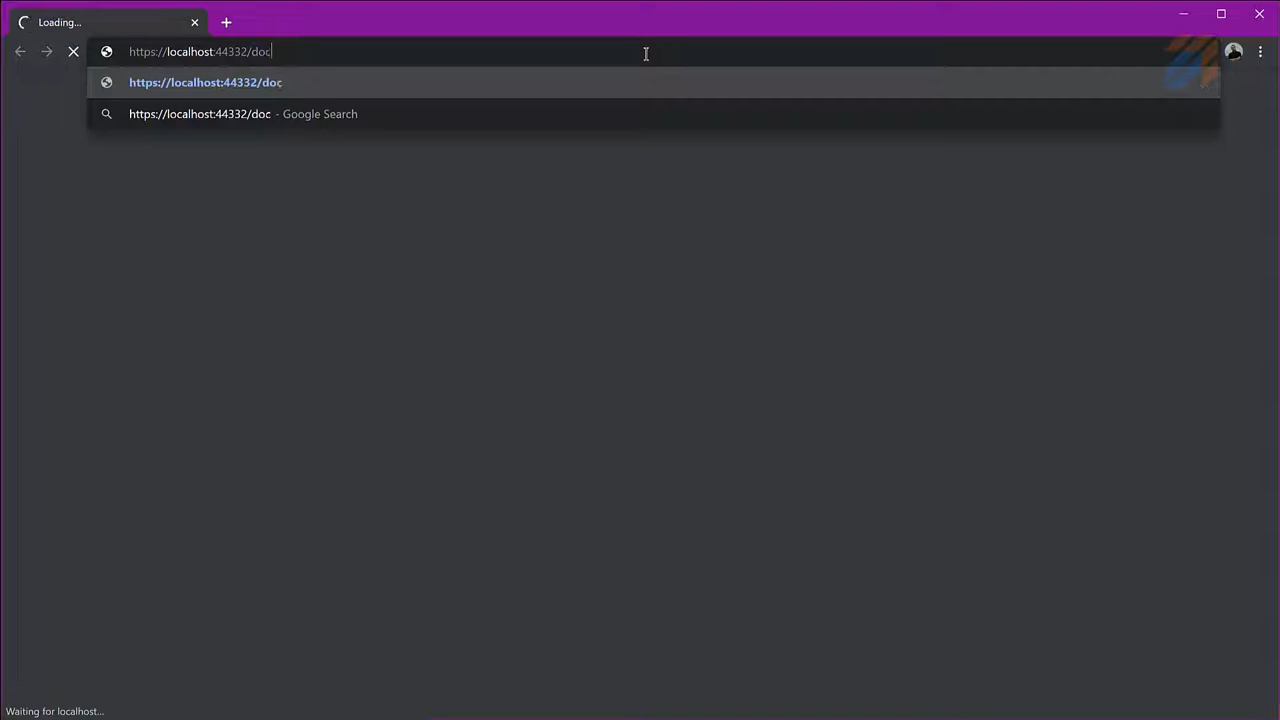 Loading...
https://localhost:44332/doc
https://localhost:44332/doc
https://localhost:44332/doc - Google Search
Waiting for localhost...